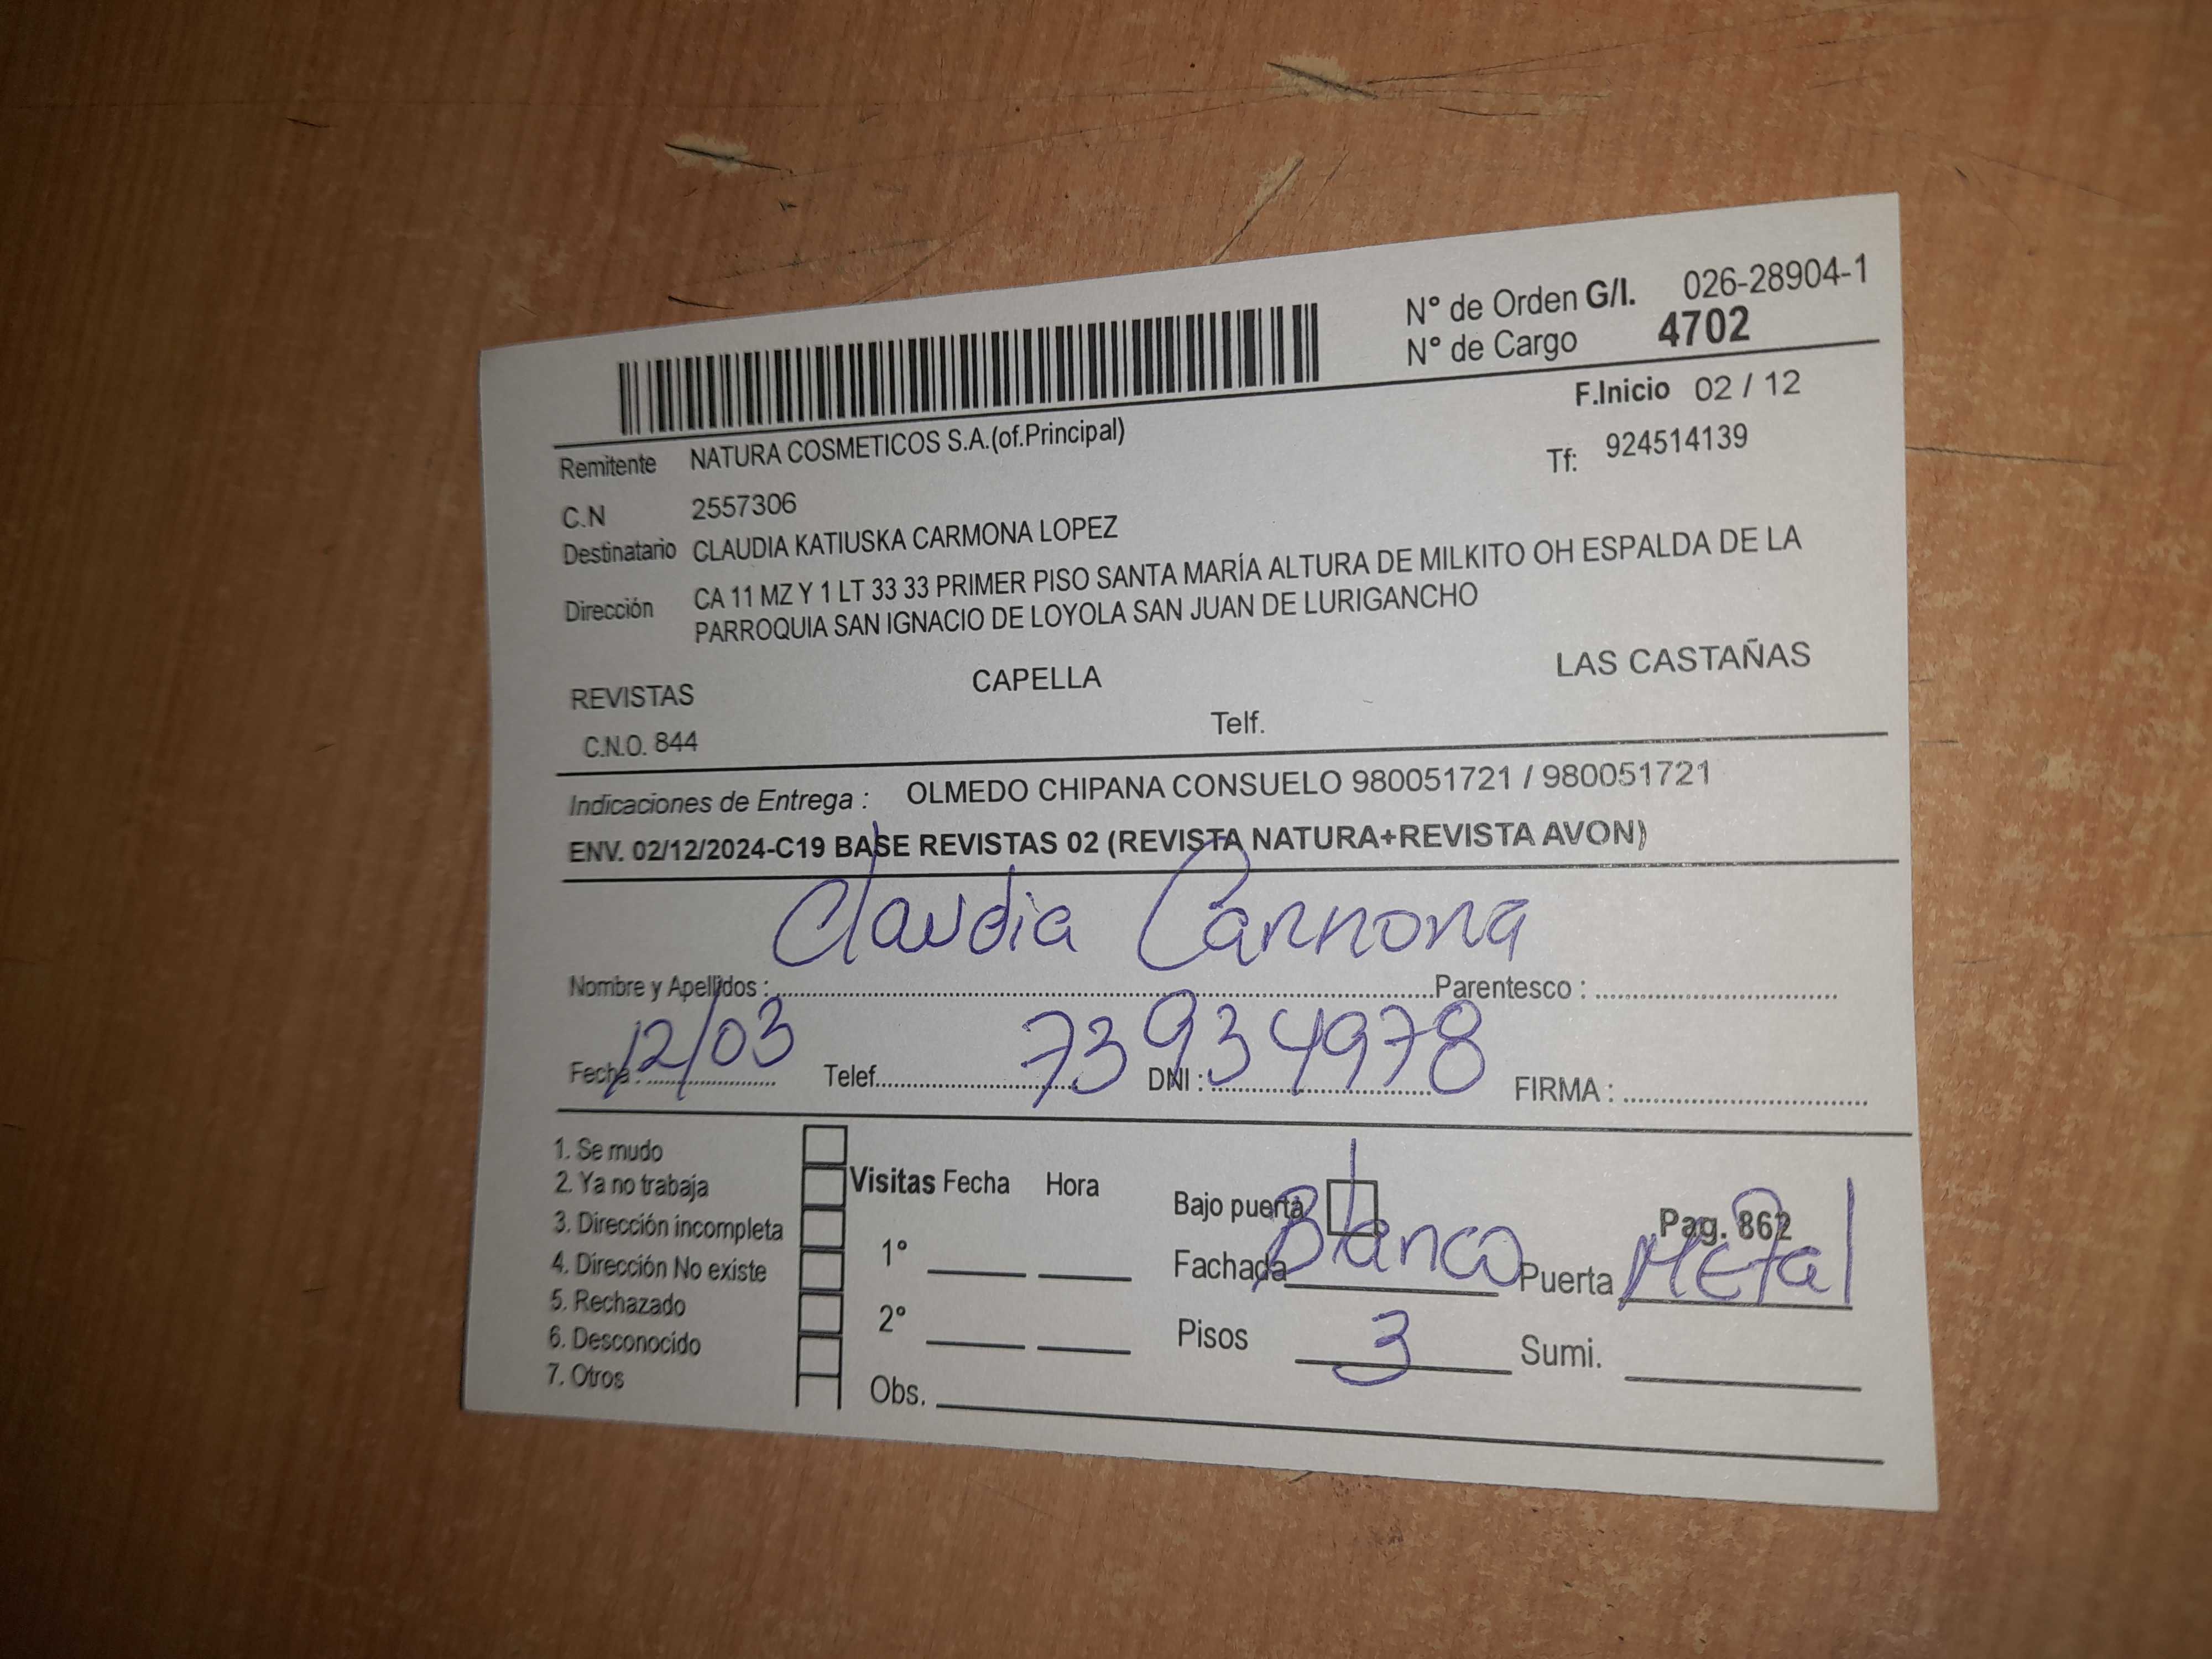 N° de Orden G/I. 026-28904-1
N° de Cargo 4702
F.Inicio 02 / 12
Remitente NATURA COSMETICOS S.A.(of.Principal)
Tf: 924514139
C.N 2557306
Destinatario CLAUDIA KATIUSKA CARMONA LOPEZ
Dirección CA 11 MZ Y 1 LT 33 33 PRIMER PISO SANTA MARÍA ALTURA DE MILKITO OH ESPALDA DE LA
PARROQUIA SAN IGNACIO DE LOYOLA SAN JUAN DE LURIGANCHO
REVISTAS CAPELLA LAS CASTAÑAS
C.N.O. 844 Telf.
Indicaciones de Entrega : OLMEDO CHIPANA CONSUELO 980051721 / 980051721
ENV. 02/12/2024-C19 BASE REVISTAS 02 (REVISTA NATURA+REVISTA AVON)
Claudia Carmona
Nombre y Apellidos : Parentesco :
12/03 73934978
Fecha : Telef. DNI : FIRMA :
1. Se mudo
2. Ya no trabaja
3. Dirección incompleta
4. Dirección No existe
5. Rechazado
6. Desconocido
7. Otros
Visitas Fecha Hora
1°
2°
Obs.
Bajo puerta Pag. 862
Fachada Blanco Puerta Metal
Pisos 3 Sumi.